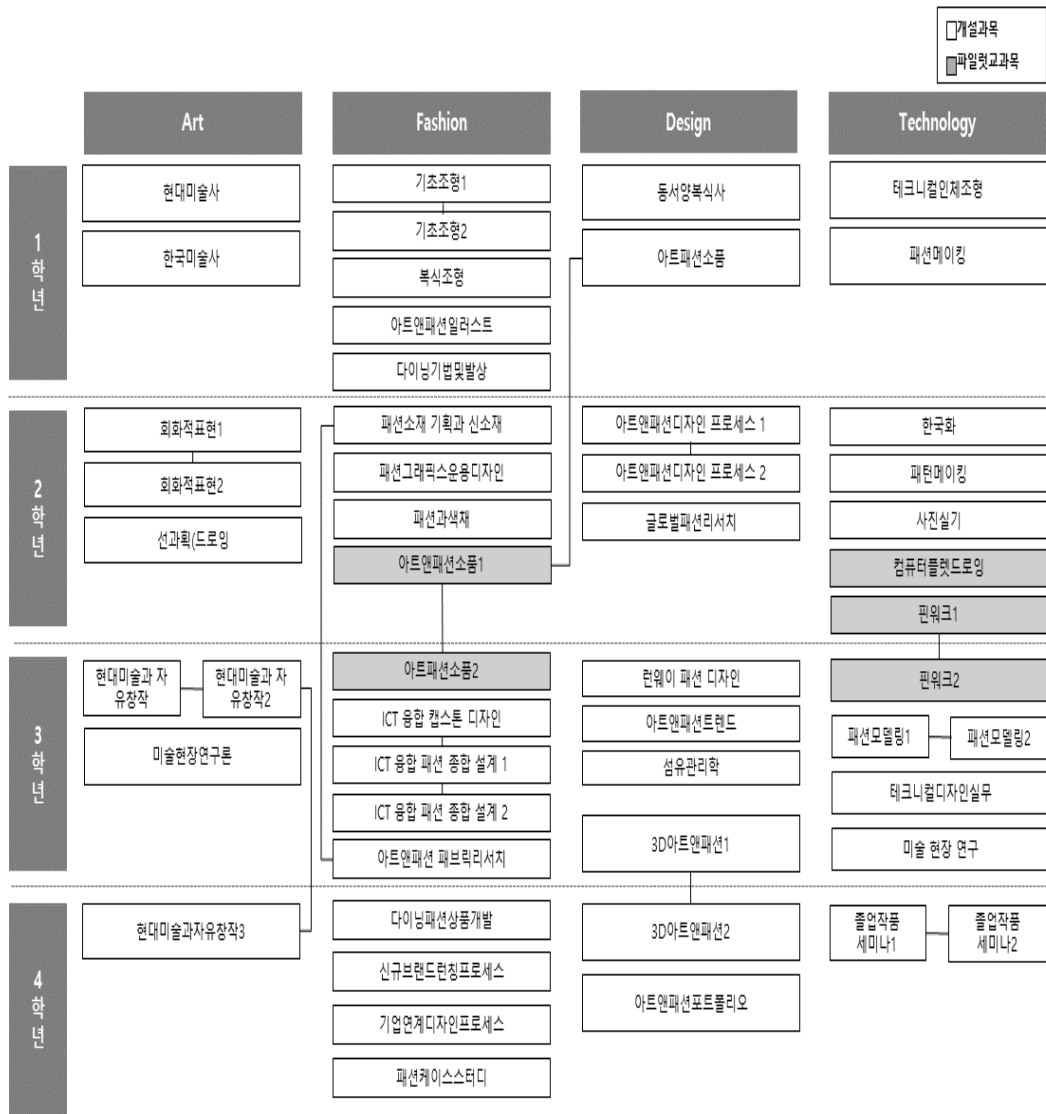 □개설과목
■파일럿교과목
Art
Fashion
Design
Technology
1
학
년
현대미술사
한국미술사
기초조형1
기초조형2
복식조형
아트앤패션일러스트
다이닝기법및발상
동서양복식사
아트패션소품
테크니컬인체조형
패션메이킹
2
학
년
회화적표현1
회화적표현2
선과획(드로잉
패션소재 기획과 신소재
패션그래픽스운용디자인
패션과색채
아트앤패션소품1
아트앤패션디자인 프로세스 1
아트앤패션디자인 프로세스 2
글로벌패션리서치
한국화
패턴메이킹
사진실기
컴퓨터플렛드로잉
핀워크1
3
학
년
현대미술과 자
유창작
현대미술과 자
유창작2
미술현장연구론
아트패션소품2
ICT 융합 캡스톤 디자인
ICT 융합 패션 종합 설계 1
ICT 융합 패션 종합 설계 2
아트앤패션 패브릭리서치
런웨이 패션 디자인
아트앤패션트렌드
섬유관리학
3D아트앤패션1
핀워크2
패션모델링1
패션모델링2
테크니컬디자인실무
미술 현장 연구
4
학
년
현대미술과자유창작3
다이닝패션상품개발
신규브랜드런칭프로세스
기업연계디자인프로세스
패션케이스스터디
3D아트앤패션2
아트앤패션포트폴리오
졸업작품
세미나1
졸업작품
세미나2